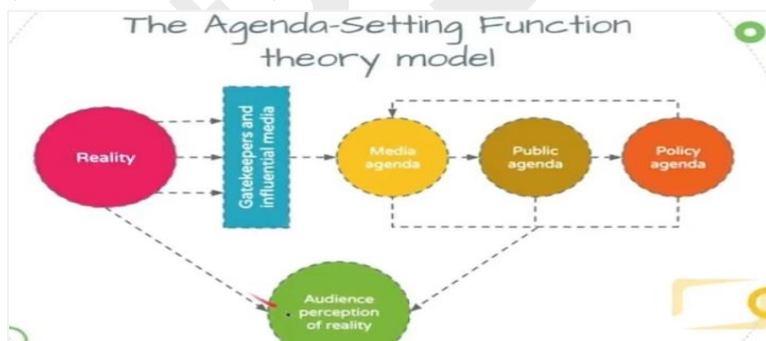 The Agenda-Setting Function
theory model
Reality
Gatekeepers and
influential media
Media
agenda
Public
agenda
Policy
agenda
Audience
perception
of reality